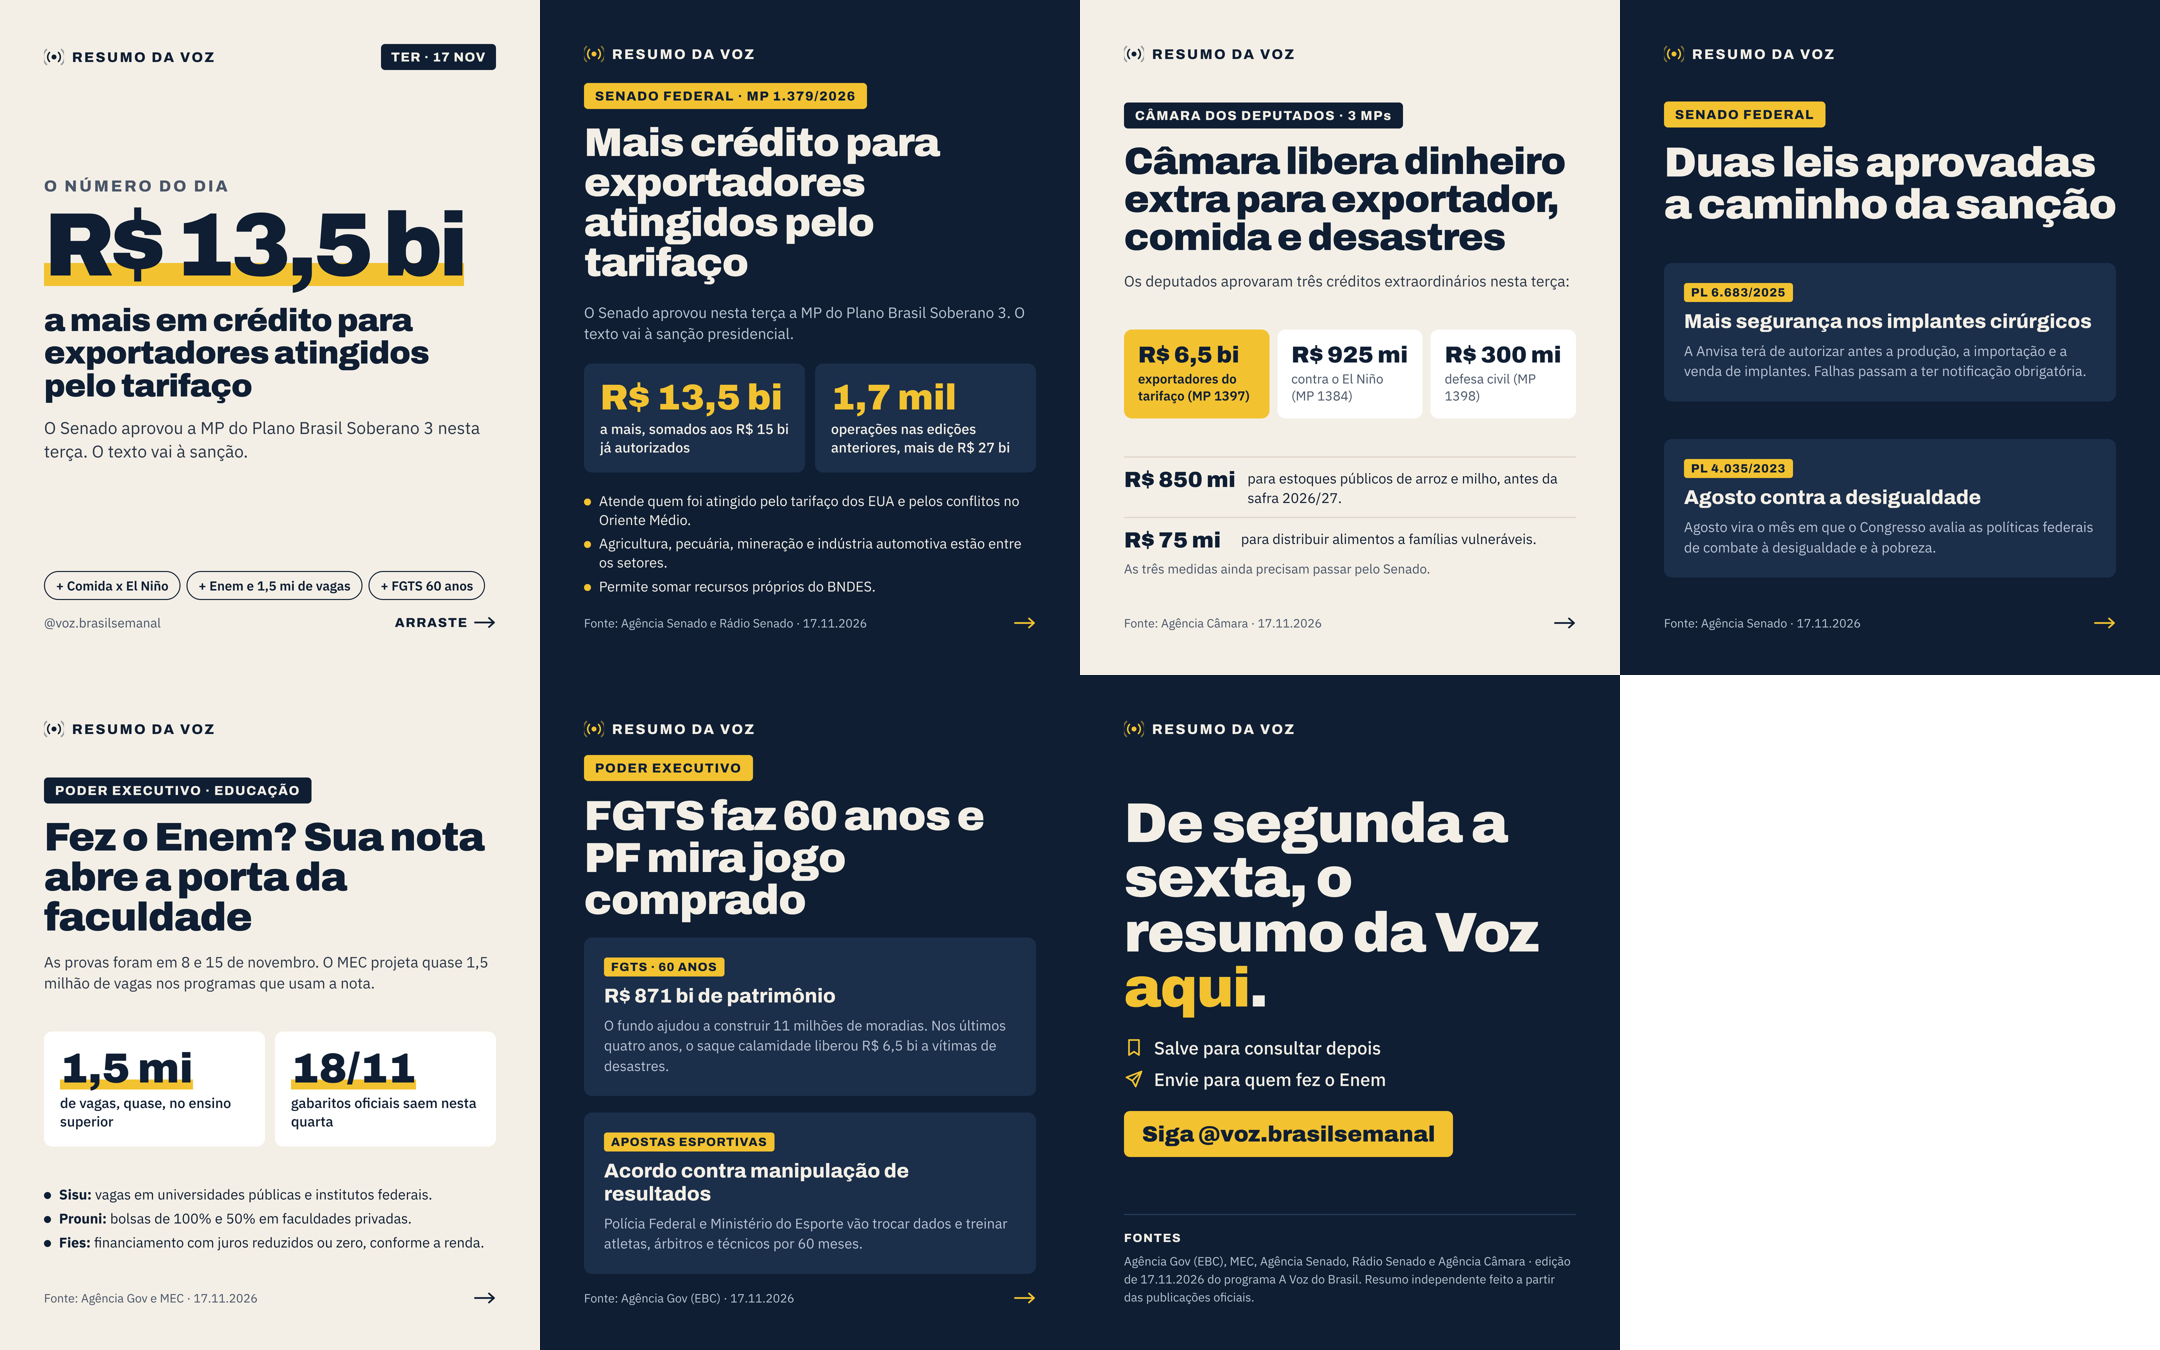 RESUMO DA VOZ
TER · 17 NOV
O NÚMERO DO DIA
R$ 13,5 bi
a mais em crédito para
exportadores atingidos
pelo tarifaço
O Senado aprovou a MP do Plano Brasil Soberano 3 nesta
terça. O texto vai à sanção.
+ Comida x El Niño
+ Enem e 1,5 mi de vagas
+ FGTS 60 anos
@voz.brasilsemanal
ARRASTE →
RESUMO DA VOZ
SENADO FEDERAL · MP 1.379/2026
Mais crédito para
exportadores
atingidos pelo
tarifaço
O Senado aprovou nesta terça a MP do Plano Brasil Soberano 3. O
texto vai à sanção presidencial.
R$ 13,5 bi
a mais, somados aos R$ 15 bi
já autorizados
1,7 mil
operações nas edições
anteriores, mais de R$ 27 bi
Atende quem foi atingido pelo tarifaço dos EUA e pelos conflitos no
Oriente Médio.
Agricultura, pecuária, mineração e indústria automotiva estão entre
os setores.
Permite somar recursos próprios do BNDES.
Fonte: Agência Senado e Rádio Senado · 17.11.2026
RESUMO DA VOZ
CÂMARA DOS DEPUTADOS · 3 MPs
Câmara libera dinheiro
extra para exportador,
comida e desastres
Os deputados aprovaram três créditos extraordinários nesta terça:
R$ 6,5 bi
exportadores do
tarifaço (MP 1397)
R$ 925 mi
contra o El Niño
(MP 1384)
R$ 300 mi
defesa civil (MP
1398)
R$ 850 mi
para estoques públicos de arroz e milho, antes da
safra 2026/27.
R$ 75 mi
para distribuir alimentos a famílias vulneráveis.
As três medidas ainda precisam passar pelo Senado.
Fonte: Agência Câmara · 17.11.2026
RESUMO DA VOZ
SENADO FEDERAL
Duas leis aprovadas
a caminho da sanção
PL 6.683/2025
Mais segurança nos implantes cirúrgicos
A Anvisa terá de autorizar antes a produção, a importação e a
venda de implantes. Falhas passam a ter notificação obrigatória.
PL 4.035/2023
Agosto contra a desigualdade
Agosto vira o mês em que o Congresso avalia as políticas federais
de combate à desigualdade e à pobreza.
Fonte: Agência Senado · 17.11.2026
RESUMO DA VOZ
PODER EXECUTIVO · EDUCAÇÃO
Fez o Enem? Sua nota
abre a porta da
faculdade
As provas foram em 8 e 15 de novembro. O MEC projeta quase 1,5
milhão de vagas nos programas que usam a nota.
1,5 mi
de vagas, quase, no ensino
superior
18/11
gabaritos oficiais saem nesta
quarta
Sisu: vagas em universidades públicas e institutos federais.
Prouni: bolsas de 100% e 50% em faculdades privadas.
Fies: financiamento com juros reduzidos ou zero, conforme a renda.
Fonte: Agência Gov e MEC · 17.11.2026
RESUMO DA VOZ
PODER EXECUTIVO
FGTS faz 60 anos e
PF mira jogo
comprado
FGTS · 60 ANOS
R$ 871 bi de patrimônio
O fundo ajudou a construir 11 milhões de moradias. Nos últimos
quatro anos, o saque calamidade liberou R$ 6,5 bi a vítimas de
desastres.
APOSTAS ESPORTIVAS
Acordo contra manipulação de
resultados
Polícia Federal e Ministério do Esporte vão trocar dados e treinar
atletas, árbitros e técnicos por 60 meses.
Fonte: Agência Gov (EBC) · 17.11.2026
RESUMO DA VOZ
De segunda a
sexta, o
resumo da Voz
aqui.
Salve para consultar depois
Envie para quem fez o Enem
Siga @voz.brasilsemanal
FONTES
Agência Gov (EBC), MEC, Agência Senado, Rádio Senado e Agência Câmara · edição
de 17.11.2026 do programa A Voz do Brasil. Resumo independente feito a partir
das publicações oficiais.